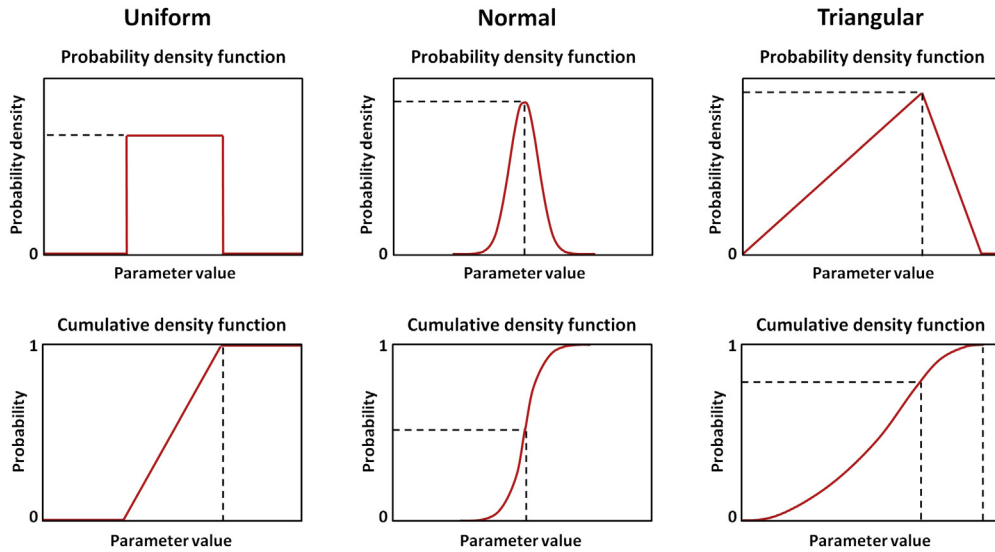 Uniform
Normal
Triangular
Probability density function
Probability density function
Probability density function
Probability density
0
Parameter value
Probability density
0
Parameter value
Probability density
0
Parameter value
Cumulative density function
Cumulative density function
Cumulative density function
1
Probability
0
Parameter value
1
Probability
0
Parameter value
1
Probability
0
Parameter value